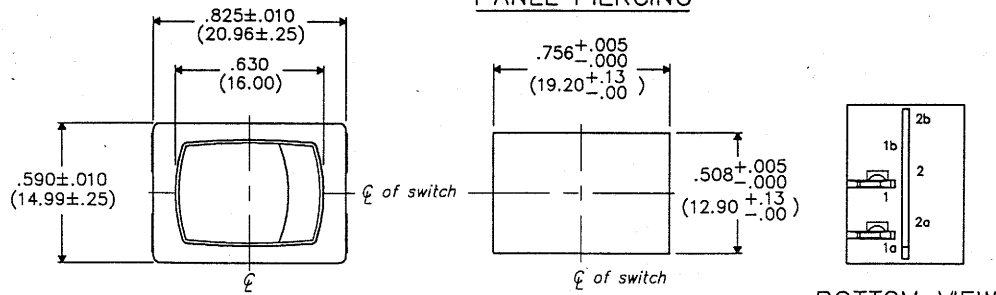 PANEL PIERCING
.825±.010
(20.96±.25)
.630
(16.00)
.590±.010
(14.99±.25)
℄ of switch
℄
.756+.005
-.000
(19.20+.13
-.00)
.508+.005
-.000
(12.90+.13
-.00)
℄ of switch
2b
1b
2
1
2a
1a
BOTTOM VIEW